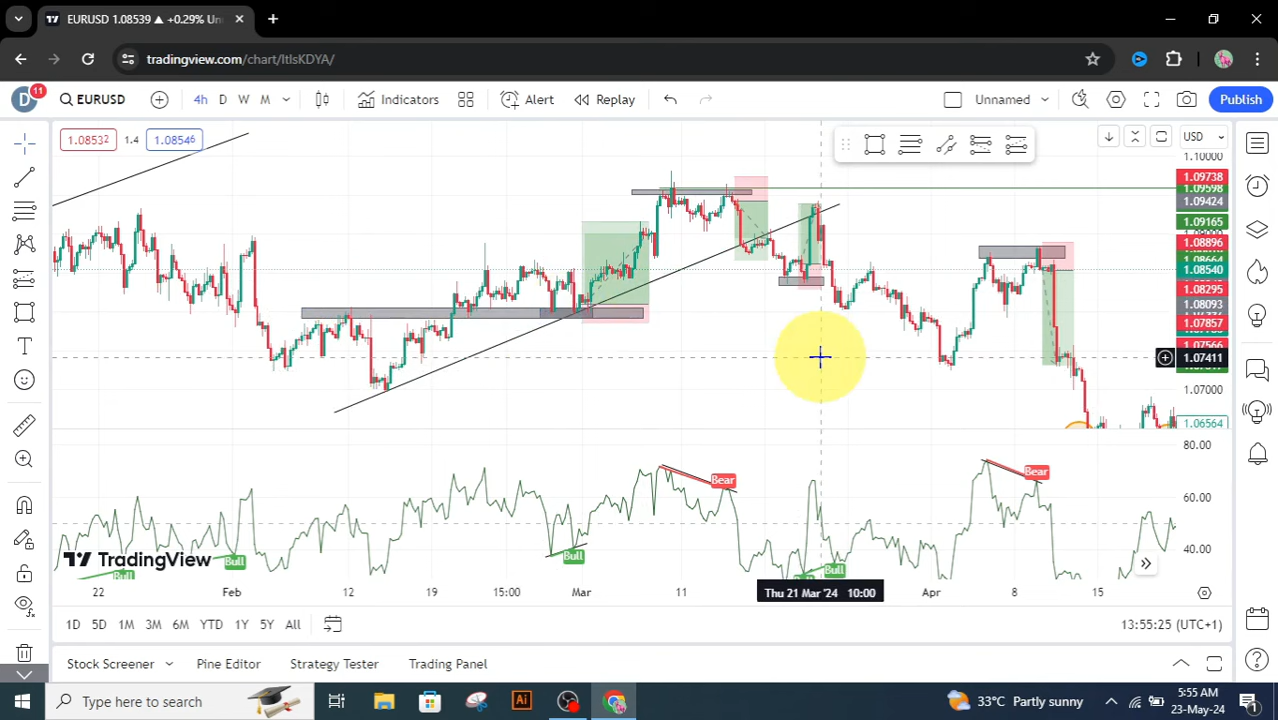 EURUSD 1.08539 ▲ +0.29% Un
tradingview.com/chart/ltlsKDYA/
D 11 EURUSD 4h D W M Indicators Alert Replay Unnamed Publish
1.08532 1.4 1.08546
USD
1.10000
1.09738
1.09598
1.09424
1.09165
1.08896
1.08664
1.08540
1.08295
1.08093
1.07857
1.07566
1.07411
1.07000
1.06564
80.00
60.00
40.00
Bear
Bear
Bull
Bull
Bull
Bull
TradingView
22 Feb 12 19 15:00 Mar 11 Thu 21 Mar '24 10:00 Apr 8 15
1D 5D 1M 3M 6M YTD 1Y 5Y All 13:55:25 (UTC+1)
Stock Screener Pine Editor Strategy Tester Trading Panel
Type here to search Ai 33°C Partly sunny 5:55 AM
23-May-24 1